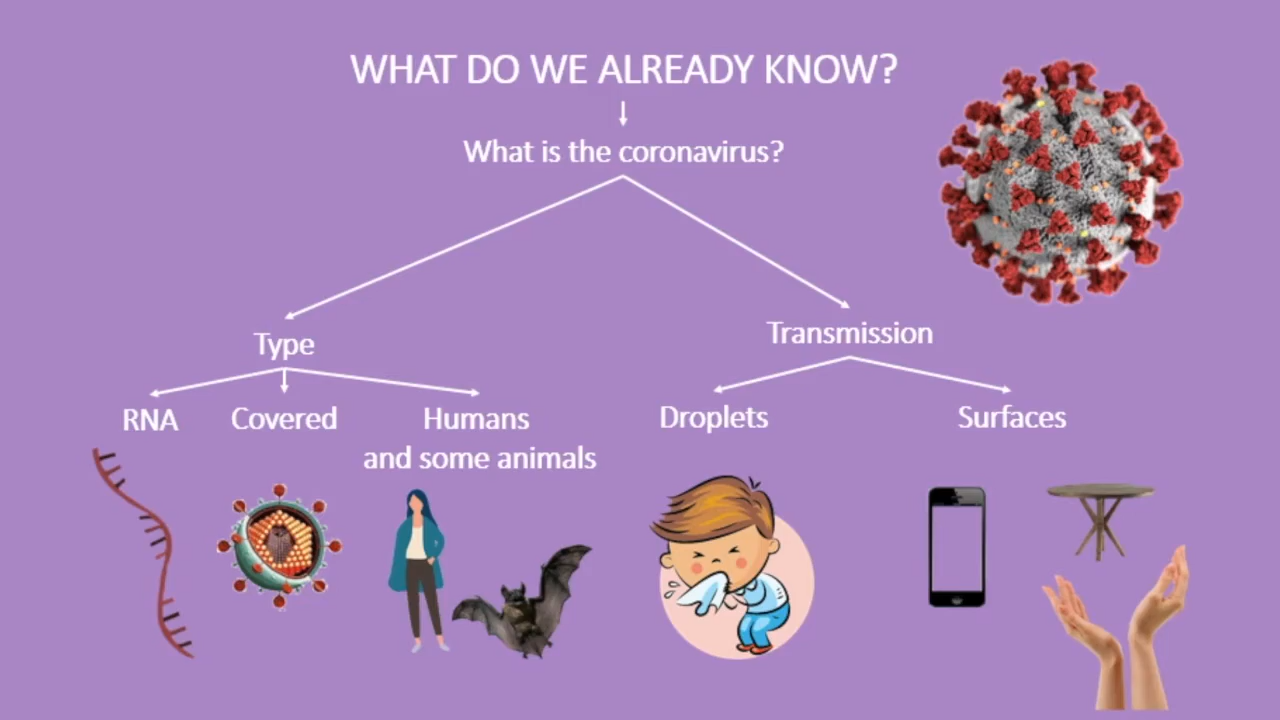 WHAT DO WE ALREADY KNOW?
What is the coronavirus?
Type
Transmission
RNA
Covered
Humans
and some animals
Droplets
Surfaces